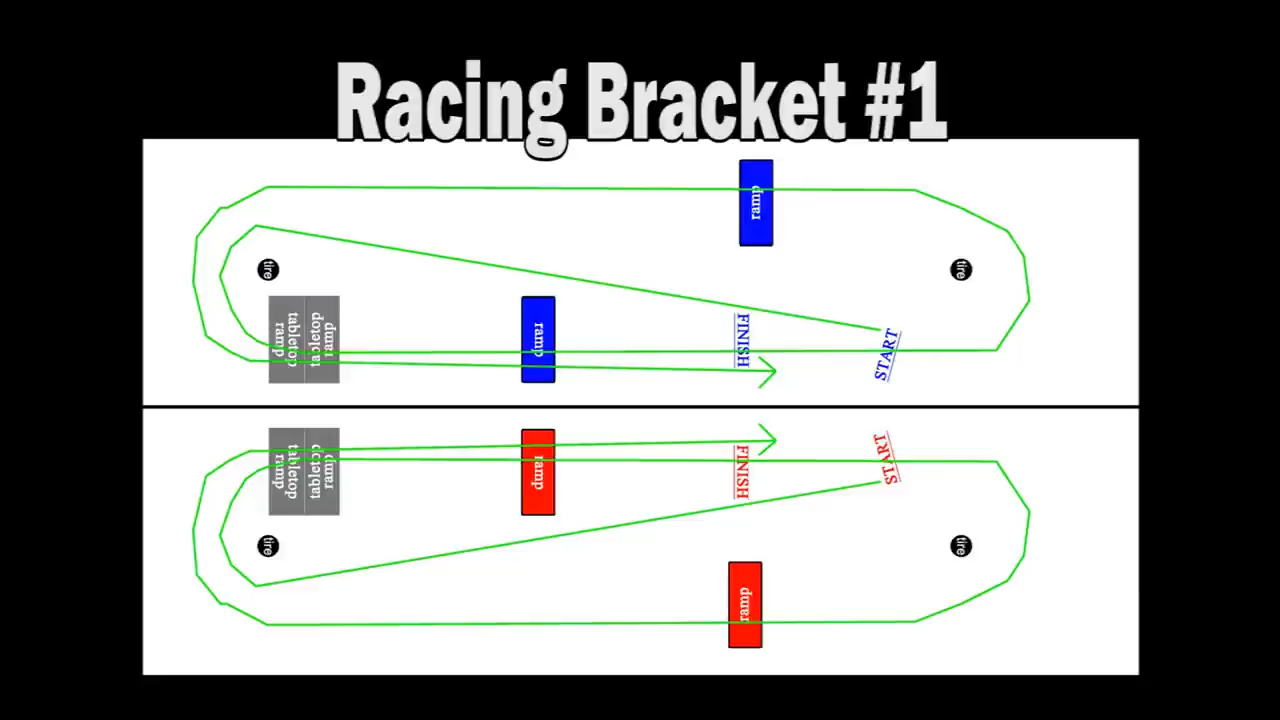 Racing Bracket #1
ramp
tire
tire
tabletop
ramp
tabletop
ramp
ramp
FINISH
START
tabletop
ramp
tabletop
ramp
ramp
FINISH
START
tire
tire
ramp